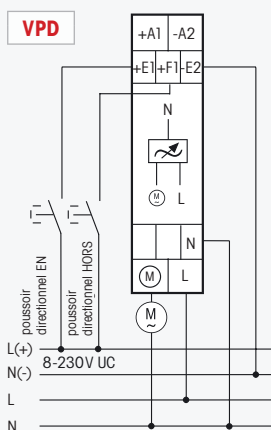 VPD
+A1 -A2
+E1 +F1 -E2
N
M ~ L
N
M L
M
~
poussoir
directionnel EN
poussoir
directionnel HORS
L(+)
8-230V UC
N(-)
L
N